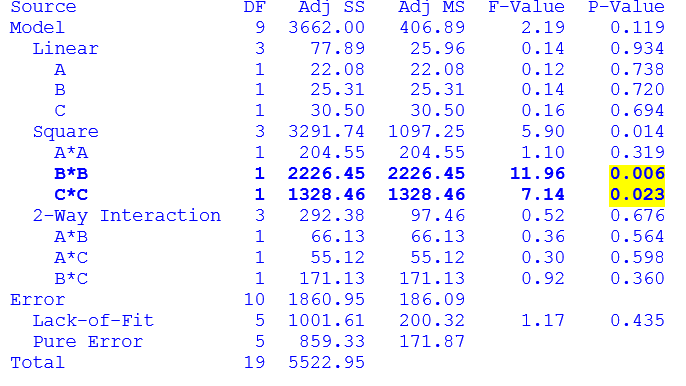 Source DF Adj SS Adj MS F-Value P-Value
Model 9 3662.00 406.89 2.19 0.119
Linear 3 77.89 25.96 0.14 0.934
A 1 22.08 22.08 0.12 0.738
B 1 25.31 25.31 0.14 0.720
C 1 30.50 30.50 0.16 0.694
Square 3 3291.74 1097.25 5.90 0.014
A*A 1 204.55 204.55 1.10 0.319
B*B 1 2226.45 2226.45 11.96 0.006
C*C 1 1328.46 1328.46 7.14 0.023
2-Way Interaction 3 292.38 97.46 0.52 0.676
A*B 1 66.13 66.13 0.36 0.564
A*C 1 55.12 55.12 0.30 0.598
B*C 1 171.13 171.13 0.92 0.360
Error 10 1860.95 186.09
Lack-of-Fit 5 1001.61 200.32 1.17 0.435
Pure Error 5 859.33 171.87
Total 19 5522.95